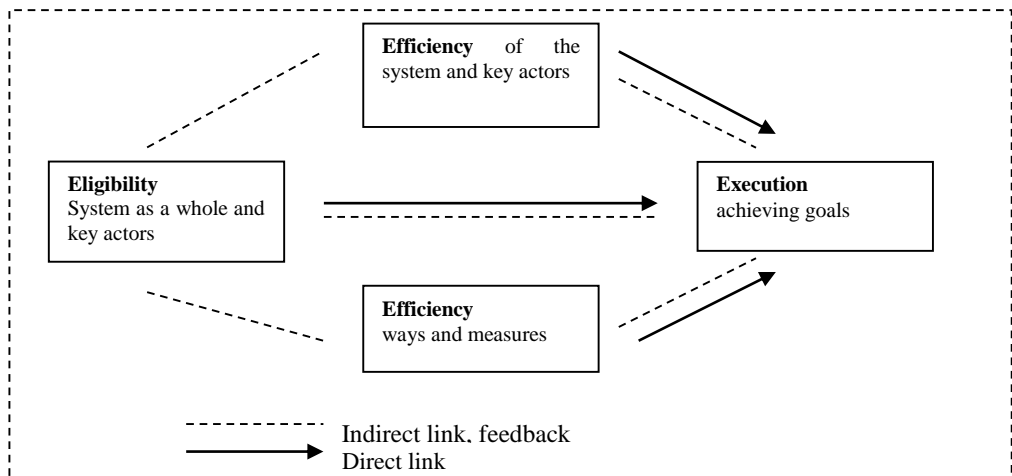 Efficiency of the
system and key actors
Eligibility
System as a whole and
key actors
Execution
achieving goals
Efficiency
ways and measures
Indirect link, feedback
Direct link